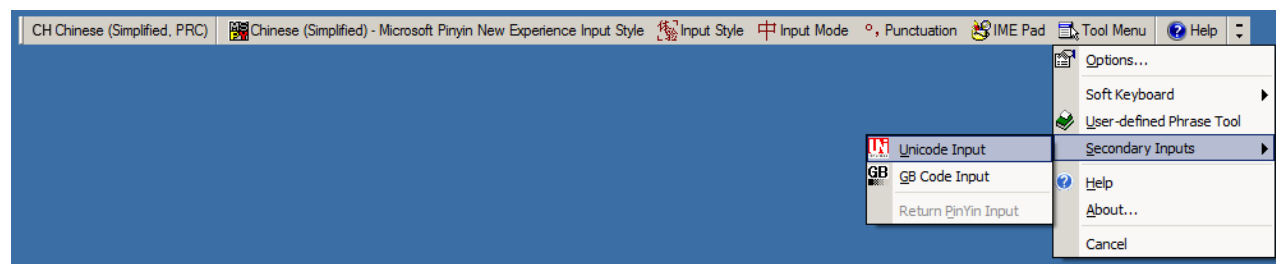 CH Chinese (Simplified, PRC) Chinese (Simplified) - Microsoft Pinyin New Experience Input Style Input Style 中 Input Mode °, Punctuation IME Pad Tool Menu ? Help
Options...
Soft Keyboard
User-defined Phrase Tool
Secondary Inputs
Help
About...
Cancel
Unicode Input
GB GB Code Input
Return PinYin Input